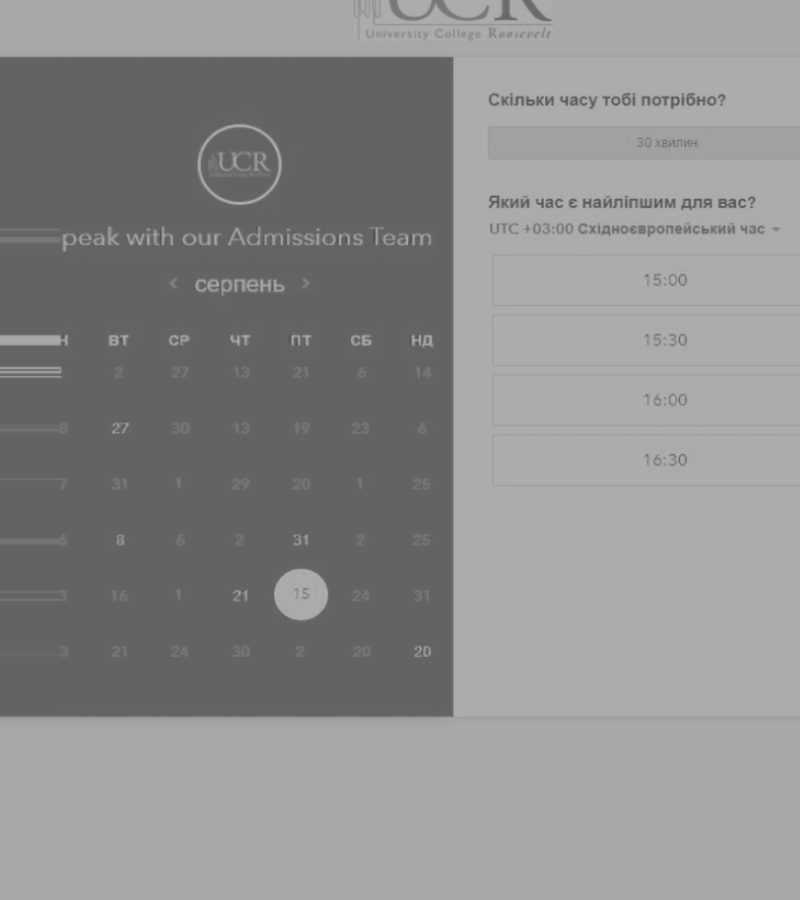 UCR
University College Roosevelt
UCR
peak with our Admissions Team
серпень
Н ВТ СР ЧТ ПТ СБ НД
2 27 13 21 6 14
8 27 30 13 19 23 6
7 31 1 29 20 1 25
6 8 6 2 31 2 25
3 16 1 21 15 24 31
3 21 24 30 2 20 20
Скільки часу тобі потрібно?
30 хвилин
Який час є найліпшим для вас?
UTC +03:00 Східноєвропейський час
15:00
15:30
16:00
16:30